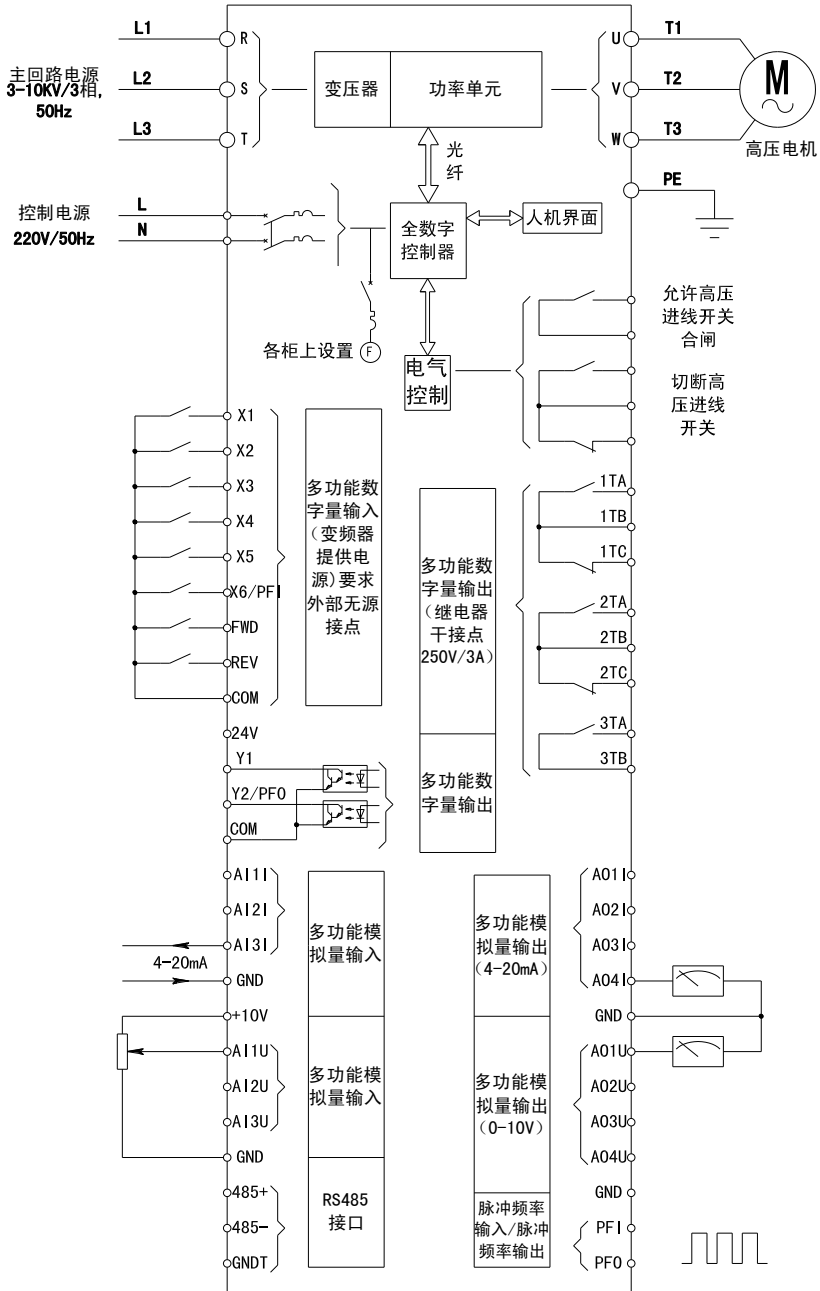 L1
R
U
T1
主回路电源
3-10KV/3相,
50Hz
L2
S
变压器
功率单元
V
T2
M
L3
T
W
T3
高压电机
光
纤
PE
控制电源
220V/50Hz
L
N
全数字
控制器
人机界面
允许高压
进线开关
合闸
各柜上设置
F
电气
控制
切断高
压进线
开关
X1
X2
X3
X4
X5
X6/PFI
FWD
REV
COM
多功能数
字量输入
(变频器
提供电
源)要求
外部无源
接点
多功能数
字量输出
(继电器
干接点
250V/3A)
1TA
1TB
1TC
2TA
2TB
2TC
3TA
3TB
24V
Y1
Y2/PFO
COM
多功能数
字量输出
AI1I
AI2I
AI3I
4-20mA
GND
多功能模
拟量输入
多功能模
拟量输出
(4-20mA)
AO1I
AO2I
AO3I
AO4I
GND
+10V
AI1U
AI2U
AI3U
GND
多功能模
拟量输入
多功能模
拟量输出
(0-10V)
AO1U
AO2U
AO3U
AO4U
GND
485+
485-
GNDT
RS485
接口
脉冲频率
输入/脉冲
频率输出
PFI
PFO